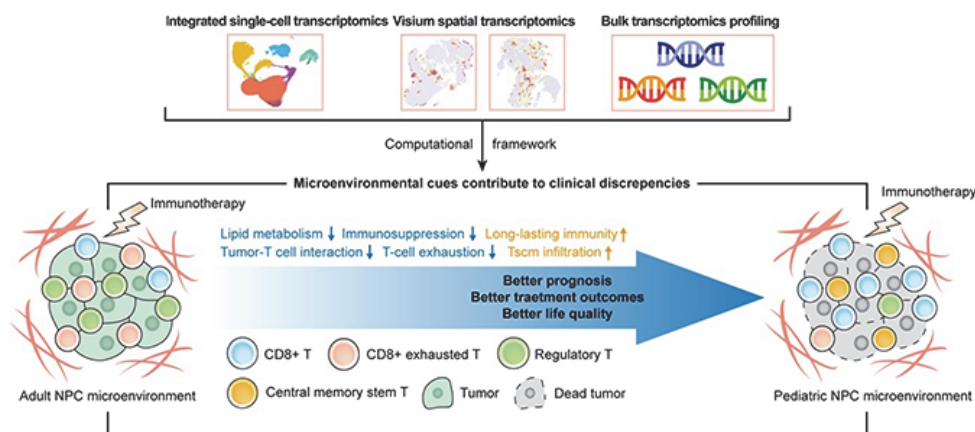 Integrated single-cell transcriptomics
Visium spatial transcriptomics
Bulk transcriptomics profiling
Computational framework
Microenvironmental cues contribute to clinical discrepencies
Immunotherapy
Immunotherapy
Lipid metabolism ↓ Immunosuppression ↓ Long-lasting immunity ↑
Tumor-T cell interaction ↓ T-cell exhaustion ↓ Tscm infiltration ↑
Better prognosis
Better traetment outcomes
Better life quality
CD8+ T
CD8+ exhausted T
Regulatory T
Central memory stem T
Tumor
Dead tumor
Adult NPC microenvironment
Pediatric NPC microenvironment